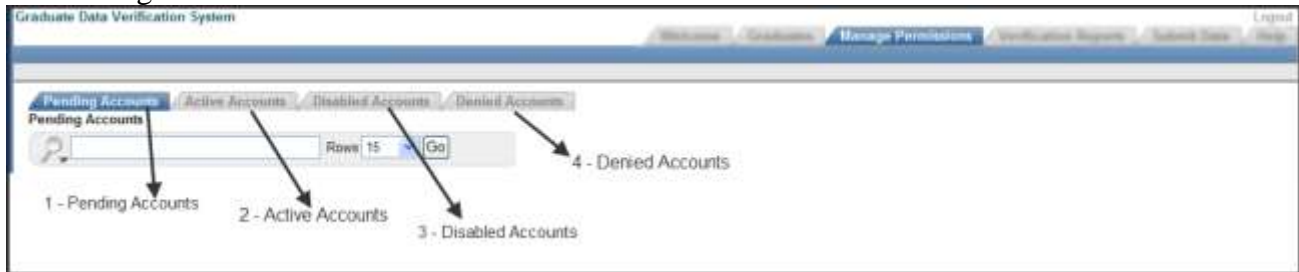 Graduate Data Verification System
Logout
Welcome Graduates Manage Permissions Verification Reports Submit Data Help
Pending Accounts Active Accounts Disabled Accounts Denied Accounts
Pending Accounts
Rows 15 Go
4 - Denied Accounts
1 - Pending Accounts
2 - Active Accounts
3 - Disabled Accounts